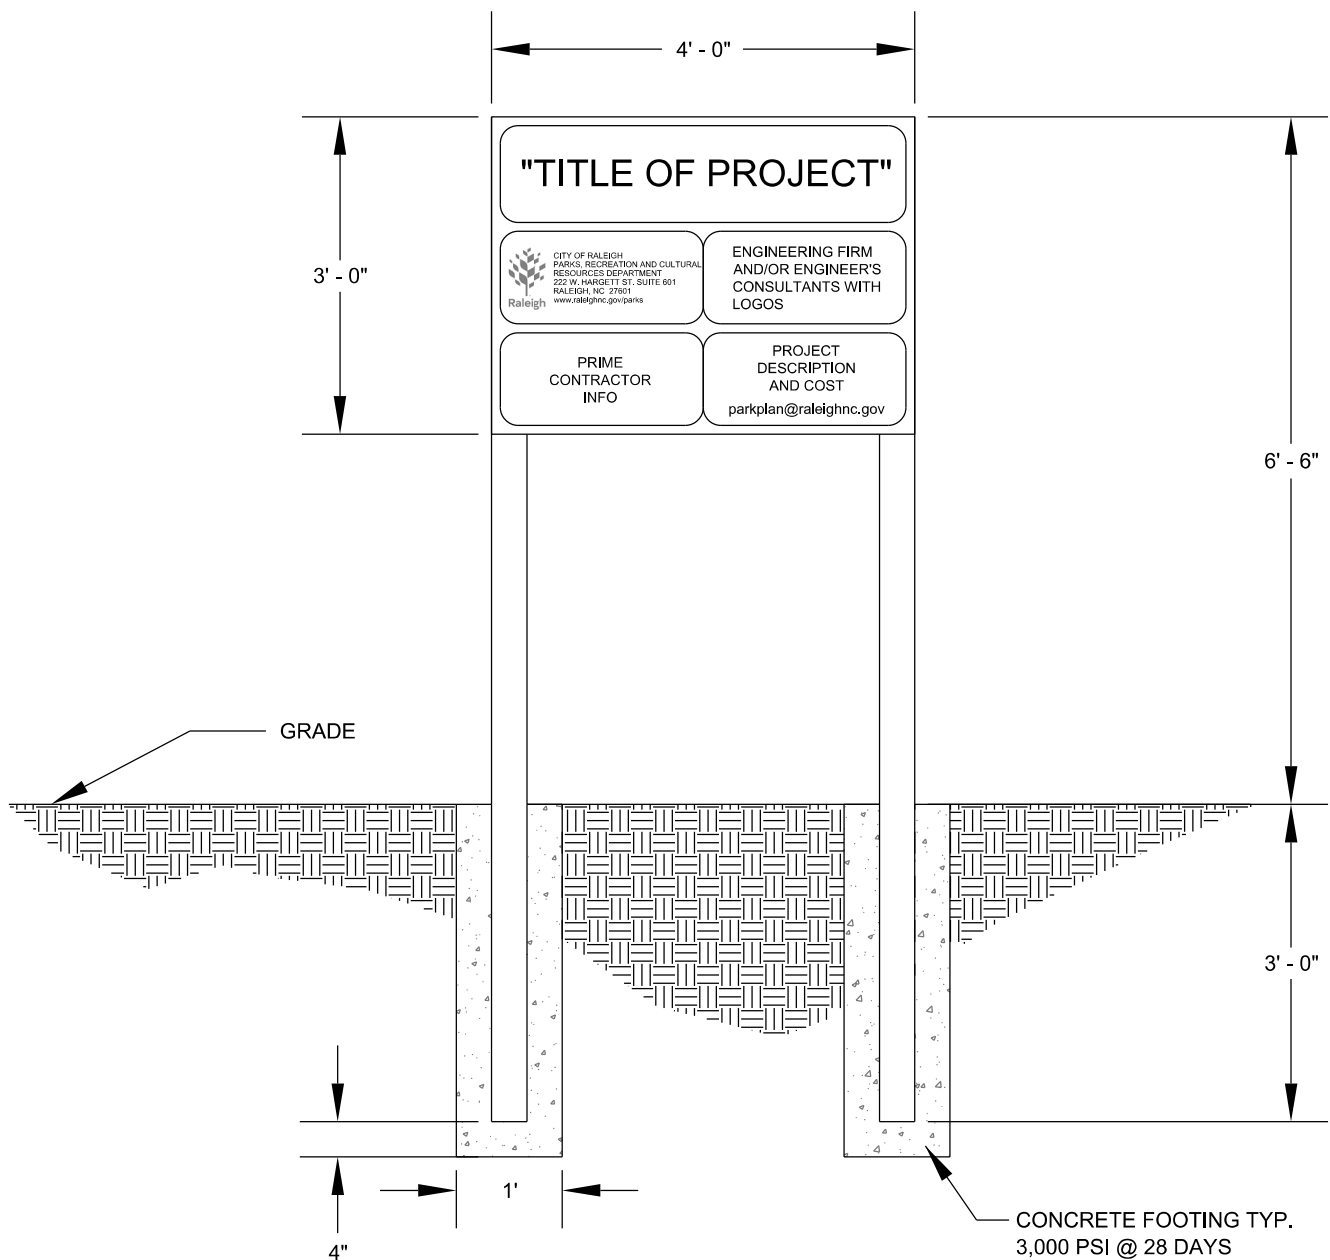 4' - 0"
"TITLE OF PROJECT"
3' - 0"
Raleigh
CITY OF RALEIGH
PARKS, RECREATION AND CULTURAL
RESOURCES DEPARTMENT
222 W. HARGETT ST. SUITE 601
RALEIGH, NC 27601
www.raleighnc.gov/parks
ENGINEERING FIRM
AND/OR ENGINEER'S
CONSULTANTS WITH
LOGOS
PRIME
CONTRACTOR
INFO
PROJECT
DESCRIPTION
AND COST
parkplan@raleighnc.gov
6' - 6"
GRADE
3' - 0"
1'
4"
CONCRETE FOOTING TYP.
3,000 PSI @ 28 DAYS